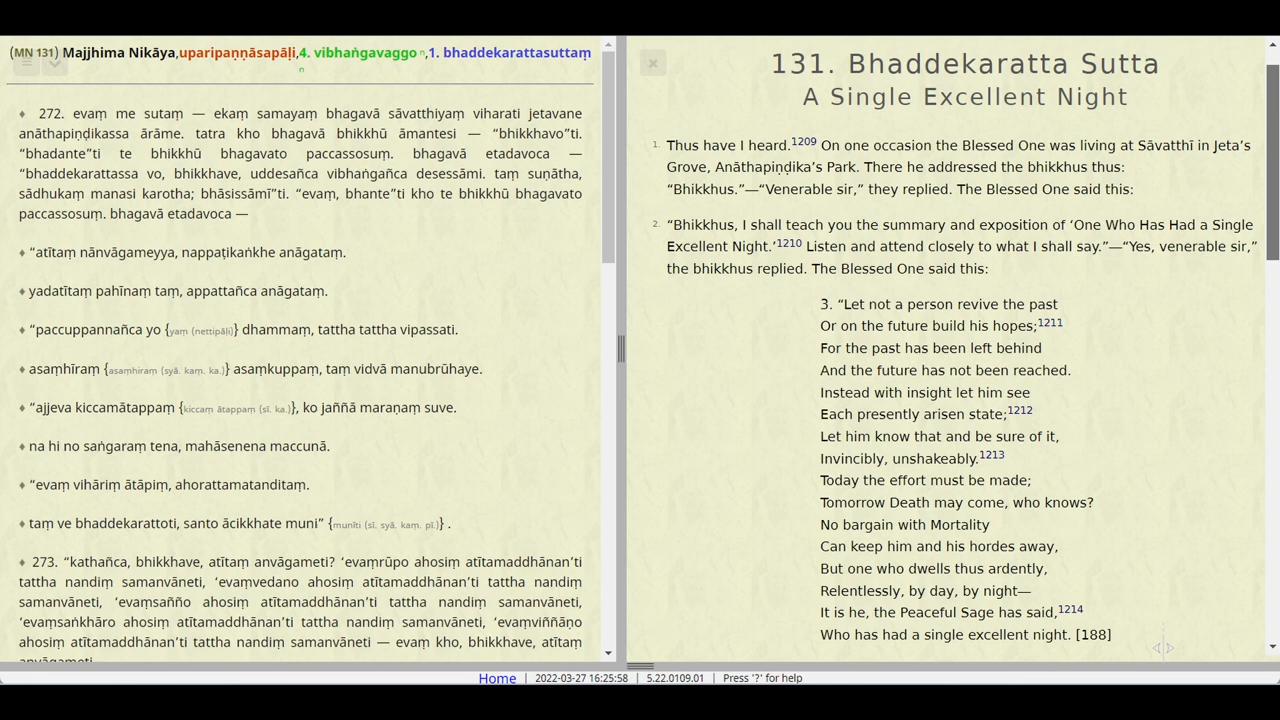 (MN 131) Majjhima Nikāya,uparipaṇṇāsapāḷi,4. vibhaṅgavaggo n,1. bhaddekarattasuttaṃ
n
♦ 272. evaṃ me sutaṃ — ekaṃ samayaṃ bhagavā sāvatthiyaṃ viharati jetavane
anāthapiṇḍikassa ārāme. tatra kho bhagavā bhikkhū āmantesi — “bhikkhavo”ti.
“bhadante”ti te bhikkhū bhagavato paccassosuṃ. bhagavā etadavoca —
“bhaddekarattassa vo, bhikkhave, uddesañca vibhaṅgañca desessāmi. taṃ suṇātha,
sādhukaṃ manasi karotha; bhāsissāmī”ti. “evaṃ, bhante”ti kho te bhikkhū bhagavato
paccassosuṃ. bhagavā etadavoca —
♦ “atītaṃ nānvāgameyya, nappaṭikaṅkhe anāgataṃ.
♦ yadatītaṃ pahīnaṃ taṃ, appattañca anāgataṃ.
♦ “paccuppannañca yo {yaṃ (nettipāḷi)} dhammaṃ, tattha tattha vipassati.
♦ asaṃhīraṃ {asaṃhiraṃ (syā. kaṃ. ka.)} asaṃkuppaṃ, taṃ vidvā manubrūhaye.
♦ “ajjeva kiccamātappaṃ {kiccaṃ ātappaṃ (sī. ka.)}, ko jaññā maraṇaṃ suve.
♦ na hi no saṅgaraṃ tena, mahāsenena maccunā.
♦ “evaṃ vihāriṃ ātāpiṃ, ahorattamatanditaṃ.
♦ taṃ ve bhaddekarattoti, santo ācikkhate muni” {munīti (sī. syā. kaṃ. pī.)} .
♦ 273. “kathañca, bhikkhave, atītaṃ anvāgameti? ‘evaṃrūpo ahosiṃ atītamaddhānan’ti
tattha nandiṃ samanvāneti, ‘evaṃvedano ahosiṃ atītamaddhānan’ti tattha nandiṃ
samanvāneti, ‘evaṃsañño ahosiṃ atītamaddhānan’ti tattha nandiṃ samanvāneti,
‘evaṃsaṅkhāro ahosiṃ atītamaddhānan’ti tattha nandiṃ samanvāneti, ‘evaṃviññāṇo
ahosiṃ atītamaddhānan’ti tattha nandiṃ samanvāneti — evaṃ kho, bhikkhave, atītaṃ
anvāgameti.
131. Bhaddekaratta Sutta
A Single Excellent Night
1. Thus have I heard.1209 On one occasion the Blessed One was living at Sāvatthī in Jeta’s
Grove, Anāthapiṇḍika’s Park. There he addressed the bhikkhus thus:
“Bhikkhus.”—“Venerable sir,” they replied. The Blessed One said this:
2. “Bhikkhus, I shall teach you the summary and exposition of ‘One Who Has Had a Single
Excellent Night.’1210 Listen and attend closely to what I shall say.”—“Yes, venerable sir,”
the bhikkhus replied. The Blessed One said this:
3. “Let not a person revive the past
Or on the future build his hopes;1211
For the past has been left behind
And the future has not been reached.
Instead with insight let him see
Each presently arisen state;1212
Let him know that and be sure of it,
Invincibly, unshakeably.1213
Today the effort must be made;
Tomorrow Death may come, who knows?
No bargain with Mortality
Can keep him and his hordes away,
But one who dwells thus ardently,
Relentlessly, by day, by night—
It is he, the Peaceful Sage has said,1214
Who has had a single excellent night. [188]
Home | 2022-03-27 16:25:58 | 5.22.0109.01 | Press '?' for help